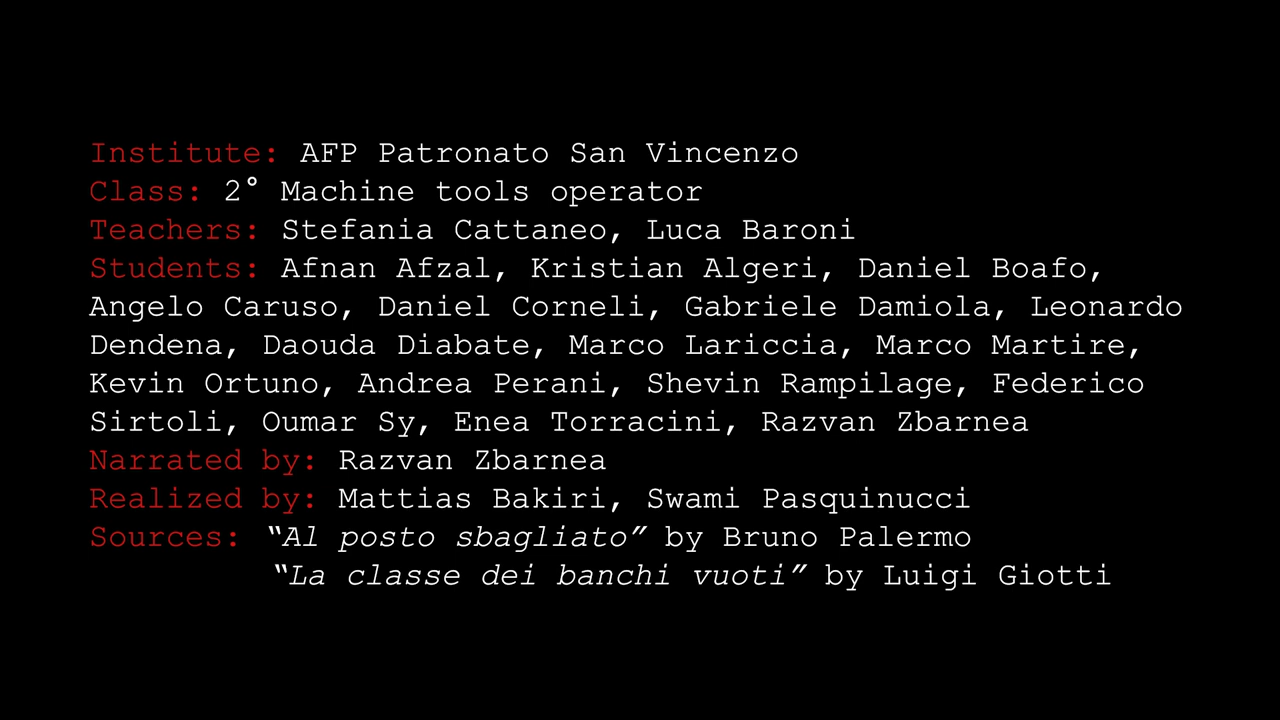 Institute: AFP Patronato San Vincenzo
Class: 2° Machine tools operator
Teachers: Stefania Cattaneo, Luca Baroni
Students: Afnan Afzal, Kristian Algeri, Daniel Boafo,
Angelo Caruso, Daniel Corneli, Gabriele Damiola, Leonardo
Dendena, Daouda Diabate, Marco Lariccia, Marco Martire,
Kevin Ortuno, Andrea Perani, Shevin Rampilage, Federico
Sirtoli, Oumar Sy, Enea Torracini, Razvan Zbarnea
Narrated by: Razvan Zbarnea
Realized by: Mattias Bakiri, Swami Pasquinucci
Sources: “Al posto sbagliato” by Bruno Palermo
“La classe dei banchi vuoti” by Luigi Giotti